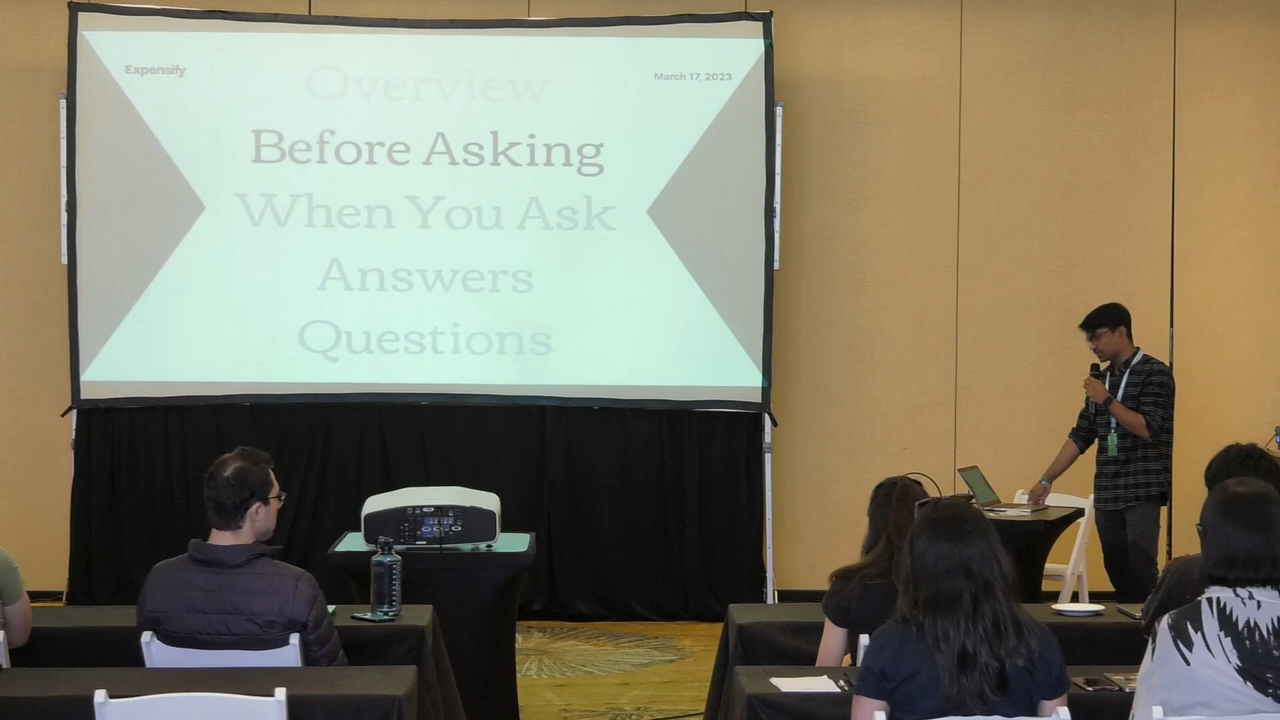 Expensify
March 17, 2023
Overview
Before Asking
When You Ask
Answers
Questions